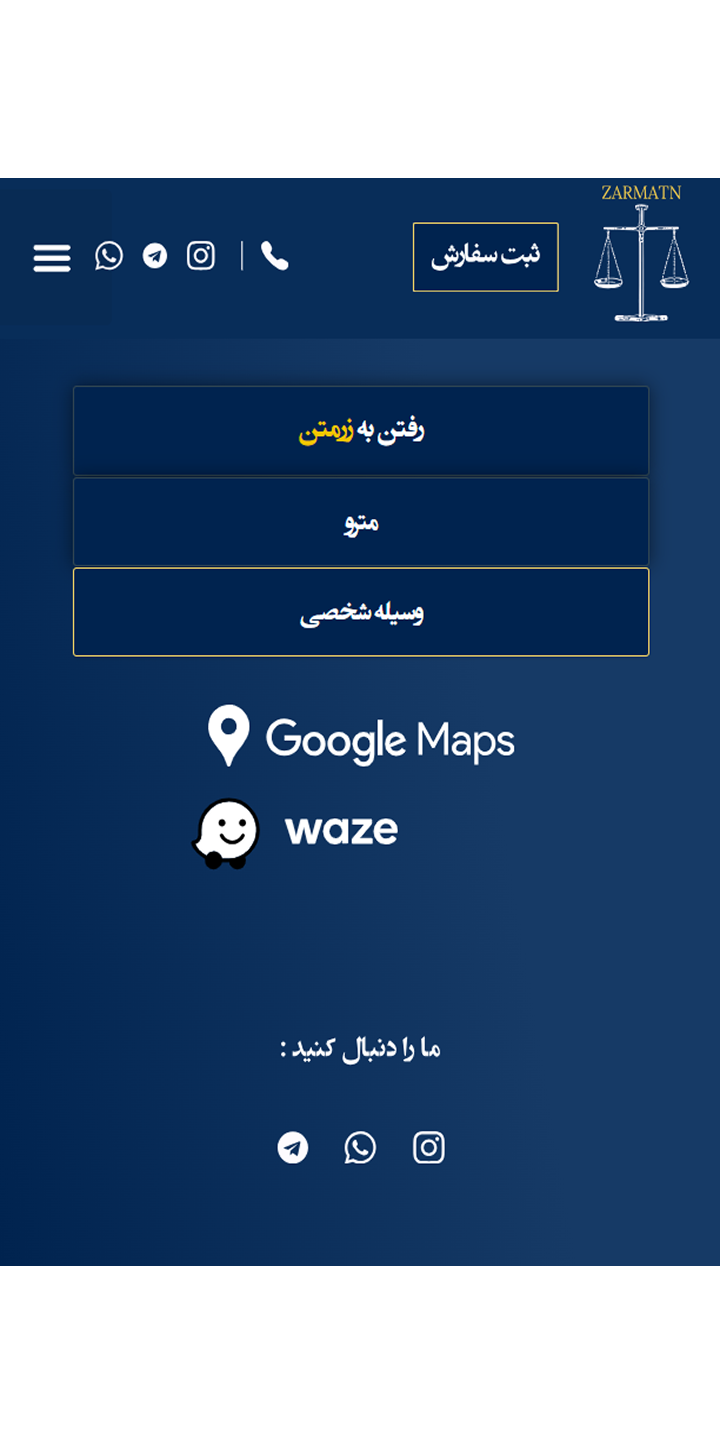 ZARMATN
ثبت سفارش
رفتن به زرمتن
مترو
وسیله شخصی
Google Maps
waze
ما را دنبال کنید :